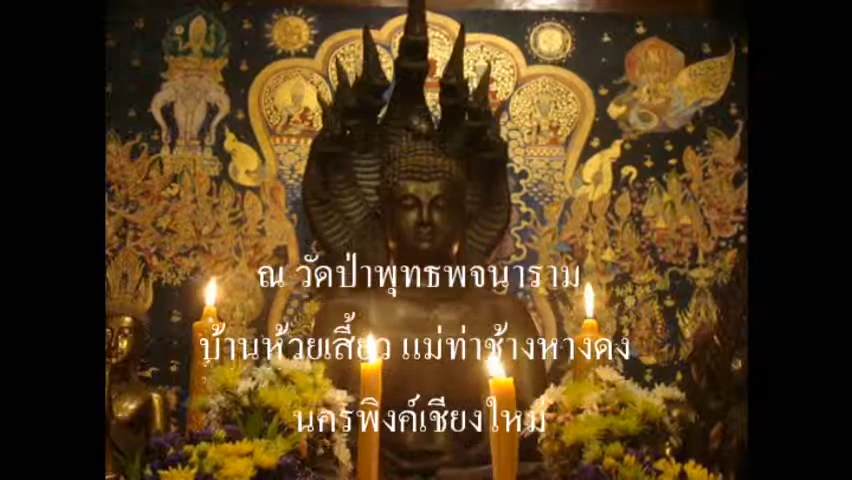 ณ วัดป่าพุทธพจนาราม
บ้านห้วยเสี้ยว แม่ท่าช้างหางดง
นครพิงค์เชียงใหม่